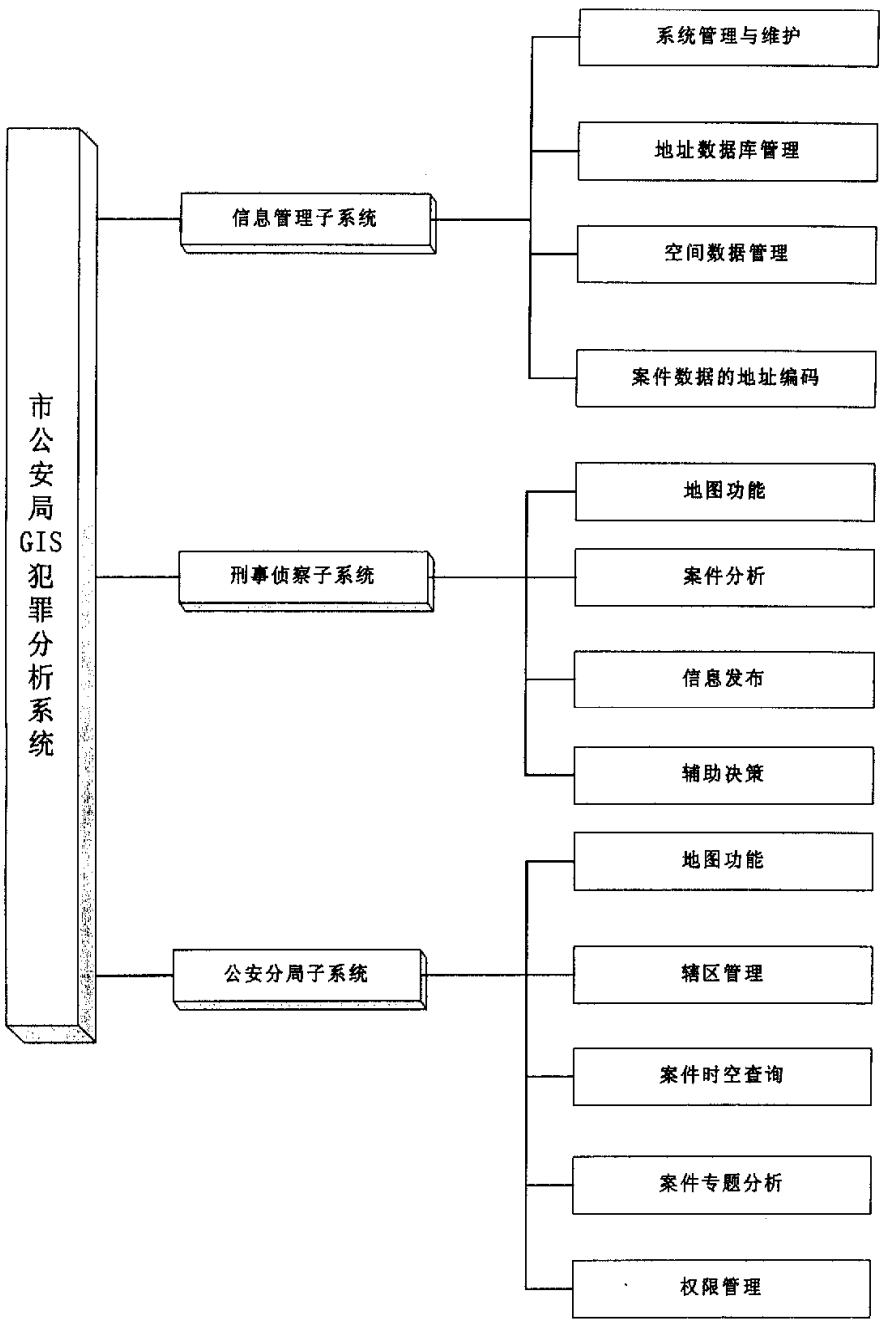 市公安局GIS犯罪分析系统
信息管理子系统
系统管理与维护
地址数据库管理
空间数据管理
案件数据的地址编码
刑事侦察子系统
地图功能
案件分析
信息发布
辅助决策
公安分局子系统
地图功能
辖区管理
案件时空查询
案件专题分析
权限管理